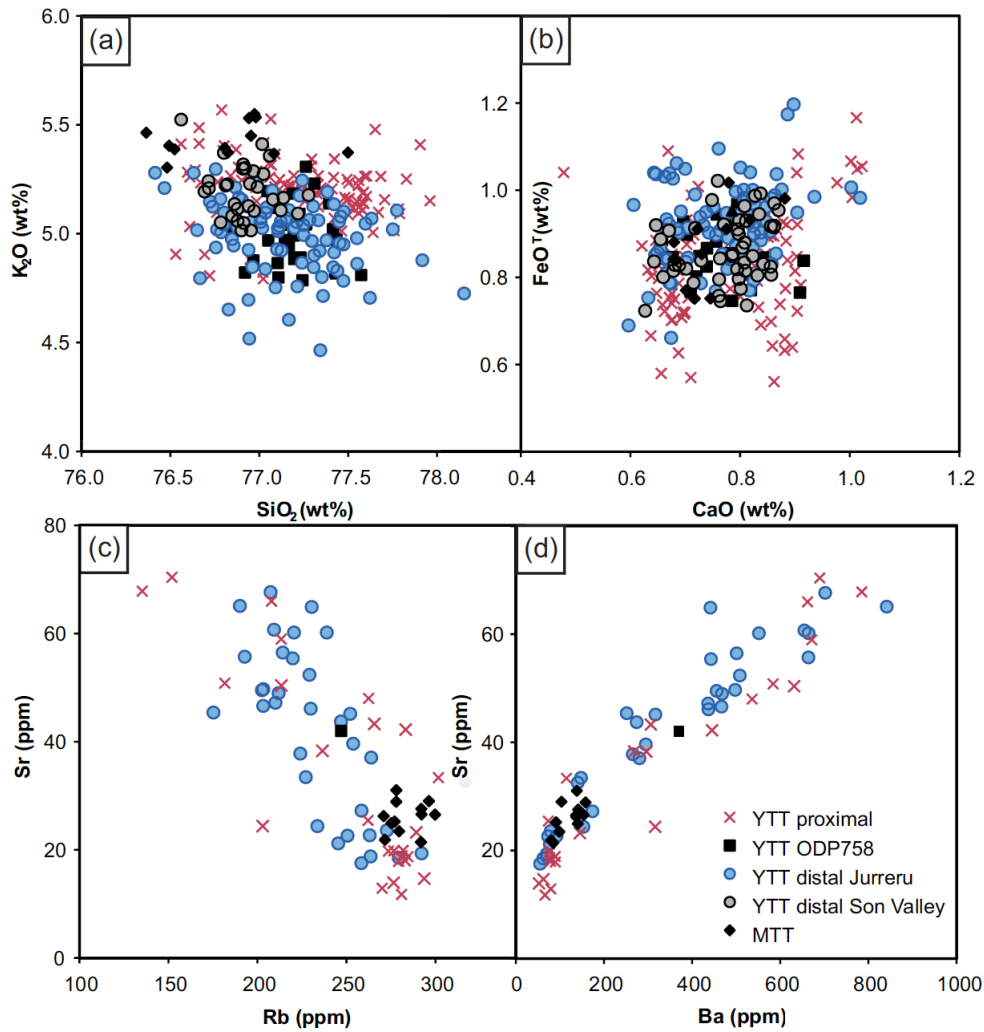 (a)
6.0
5.5
5.0
4.5
4.0
K₂O (wt%)
76.0
76.5
77.0
77.5
78.0
SiO₂ (wt%)
(b)
1.2
1.0
0.8
0.6
FeOᵀ (wt%)
0.4
0.6
0.8
1.0
1.2
CaO (wt%)
(c)
80
60
40
20
0
Sr (ppm)
100
150
200
250
300
Rb (ppm)
(d)
Sr (ppm)
YTT proximal
YTT ODP758
YTT distal Jurreru
YTT distal Son Valley
MTT
0
200
400
600
800
1000
Ba (ppm)